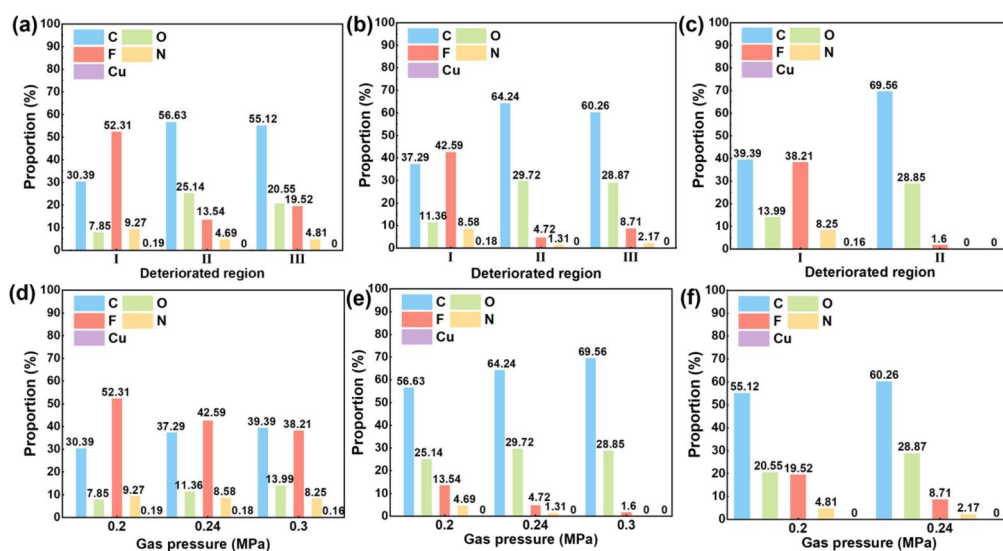 (a)
C O
F N
Cu
Proportion (%)
100
90
80
70
60
50
40
30
20
10
0
30.39 7.85 52.31 9.27 0.19 56.63 25.14 13.54 4.69 0 55.12 20.55 19.52 4.81 0
I II III
Deteriorated region
(b)
C O
F N
Cu
Proportion (%)
100
90
80
70
60
50
40
30
20
10
0
37.29 11.36 42.59 8.58 0.18 64.24 29.72 4.72 1.31 0 60.26 28.87 8.71 2.17 0
I II III
Deteriorated region
(c)
C O
F N
Cu
Proportion (%)
100
90
80
70
60
50
40
30
20
10
0
39.39 13.99 38.21 8.25 0.16 69.56 28.85 1.6 0 0
I II
Deteriorated region
(d)
C O
F N
Cu
Proportion (%)
100
90
80
70
60
50
40
30
20
10
0
30.39 7.85 52.31 9.27 0.19 37.29 11.36 42.59 8.58 0.18 39.39 13.99 38.21 8.25 0.16
0.2 0.24 0.3
Gas pressure (MPa)
(e)
C O
F N
Cu
Proportion (%)
100
90
80
70
60
50
40
30
20
10
0
56.63 25.14 13.54 4.69 0 64.24 29.72 4.72 1.31 0 69.56 28.85 1.6 0 0
0.2 0.24 0.3
Gas pressure (MPa)
(f)
C O
F N
Cu
Proportion (%)
100
90
80
70
60
50
40
30
20
10
0
55.12 20.55 19.52 4.81 0 60.26 28.87 8.71 2.17 0
0.2 0.24
Gas pressure (MPa)